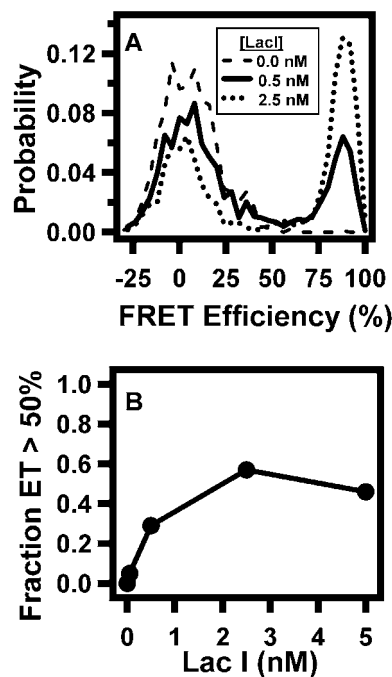 A
[LacI]
0.0 nM
0.5 nM
2.5 nM
Probability
0.12
0.08
0.04
0.00
-25 0 25 50 75 100
FRET Efficiency (%)
B
Fraction ET > 50%
1.0
0.8
0.6
0.4
0.2
0.0
0 1 2 3 4 5
Lac I (nM)